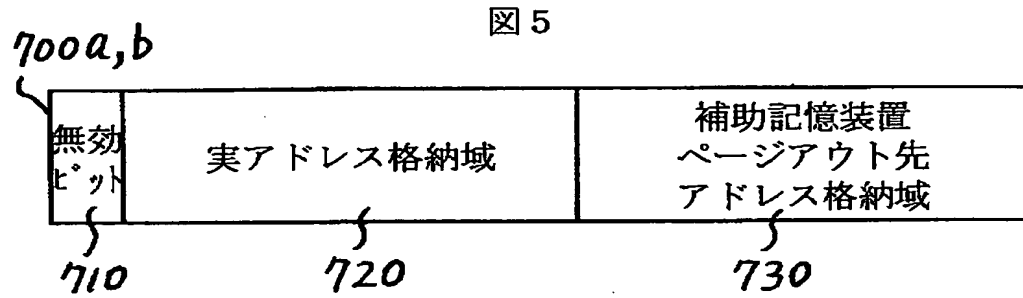 図5
700a,b
無効
ビット
実アドレス格納域
補助記憶装置
ページアウト先
アドレス格納域
710
720
730